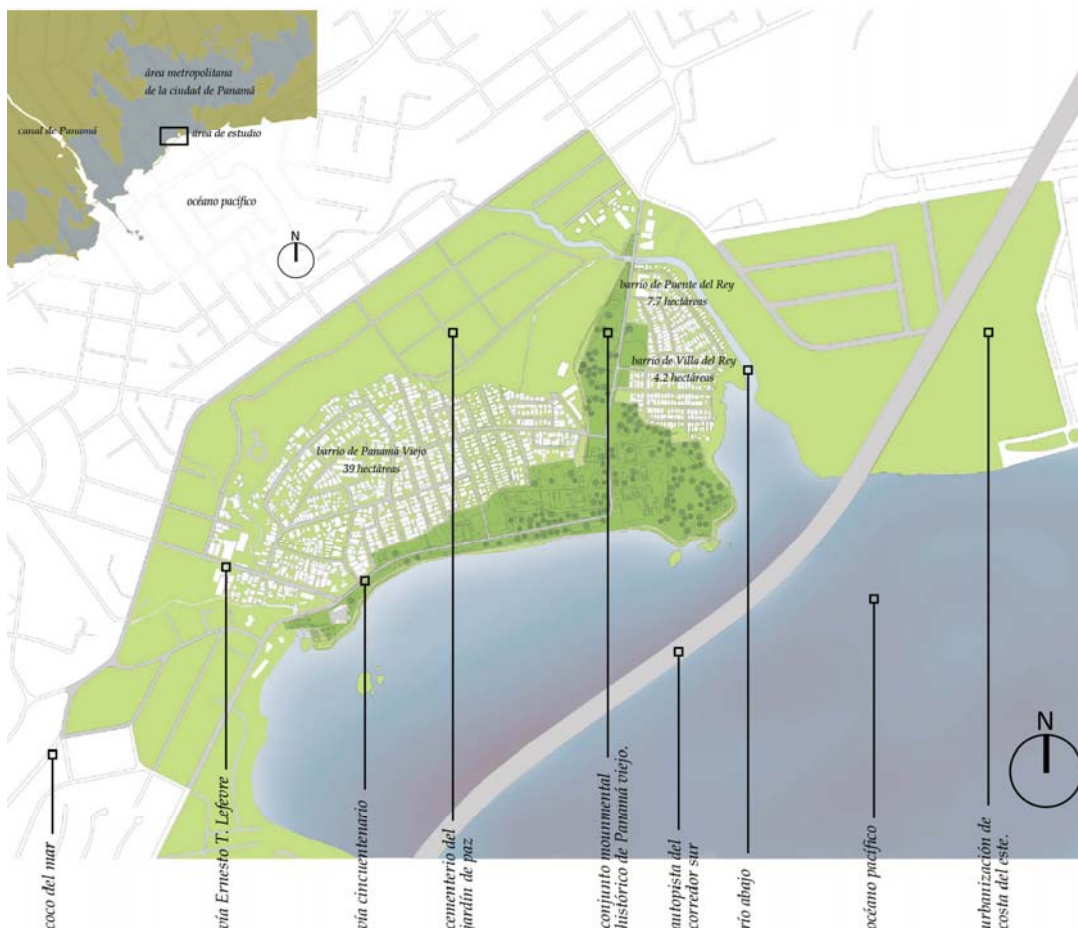 área metropolitana
de la ciudad de Panamá
canal de Panamá
área de estudio
océano pacífico
N
barrio de Puente del Rey
7.7 hectáreas
barrio de Villa del Rey
4.2 hectáreas
barrio de Panamá Viejo
39 hectáreas
N
coco del mar
vía Ernesto T. Lefevre
vía cincuentenario
cementerio del
jardín de paz
conjunto mounmental
histórico de Panamá viejo.
autopista del
corredor sur
río abajo
océano pacífico
urbanización de
costa del este.